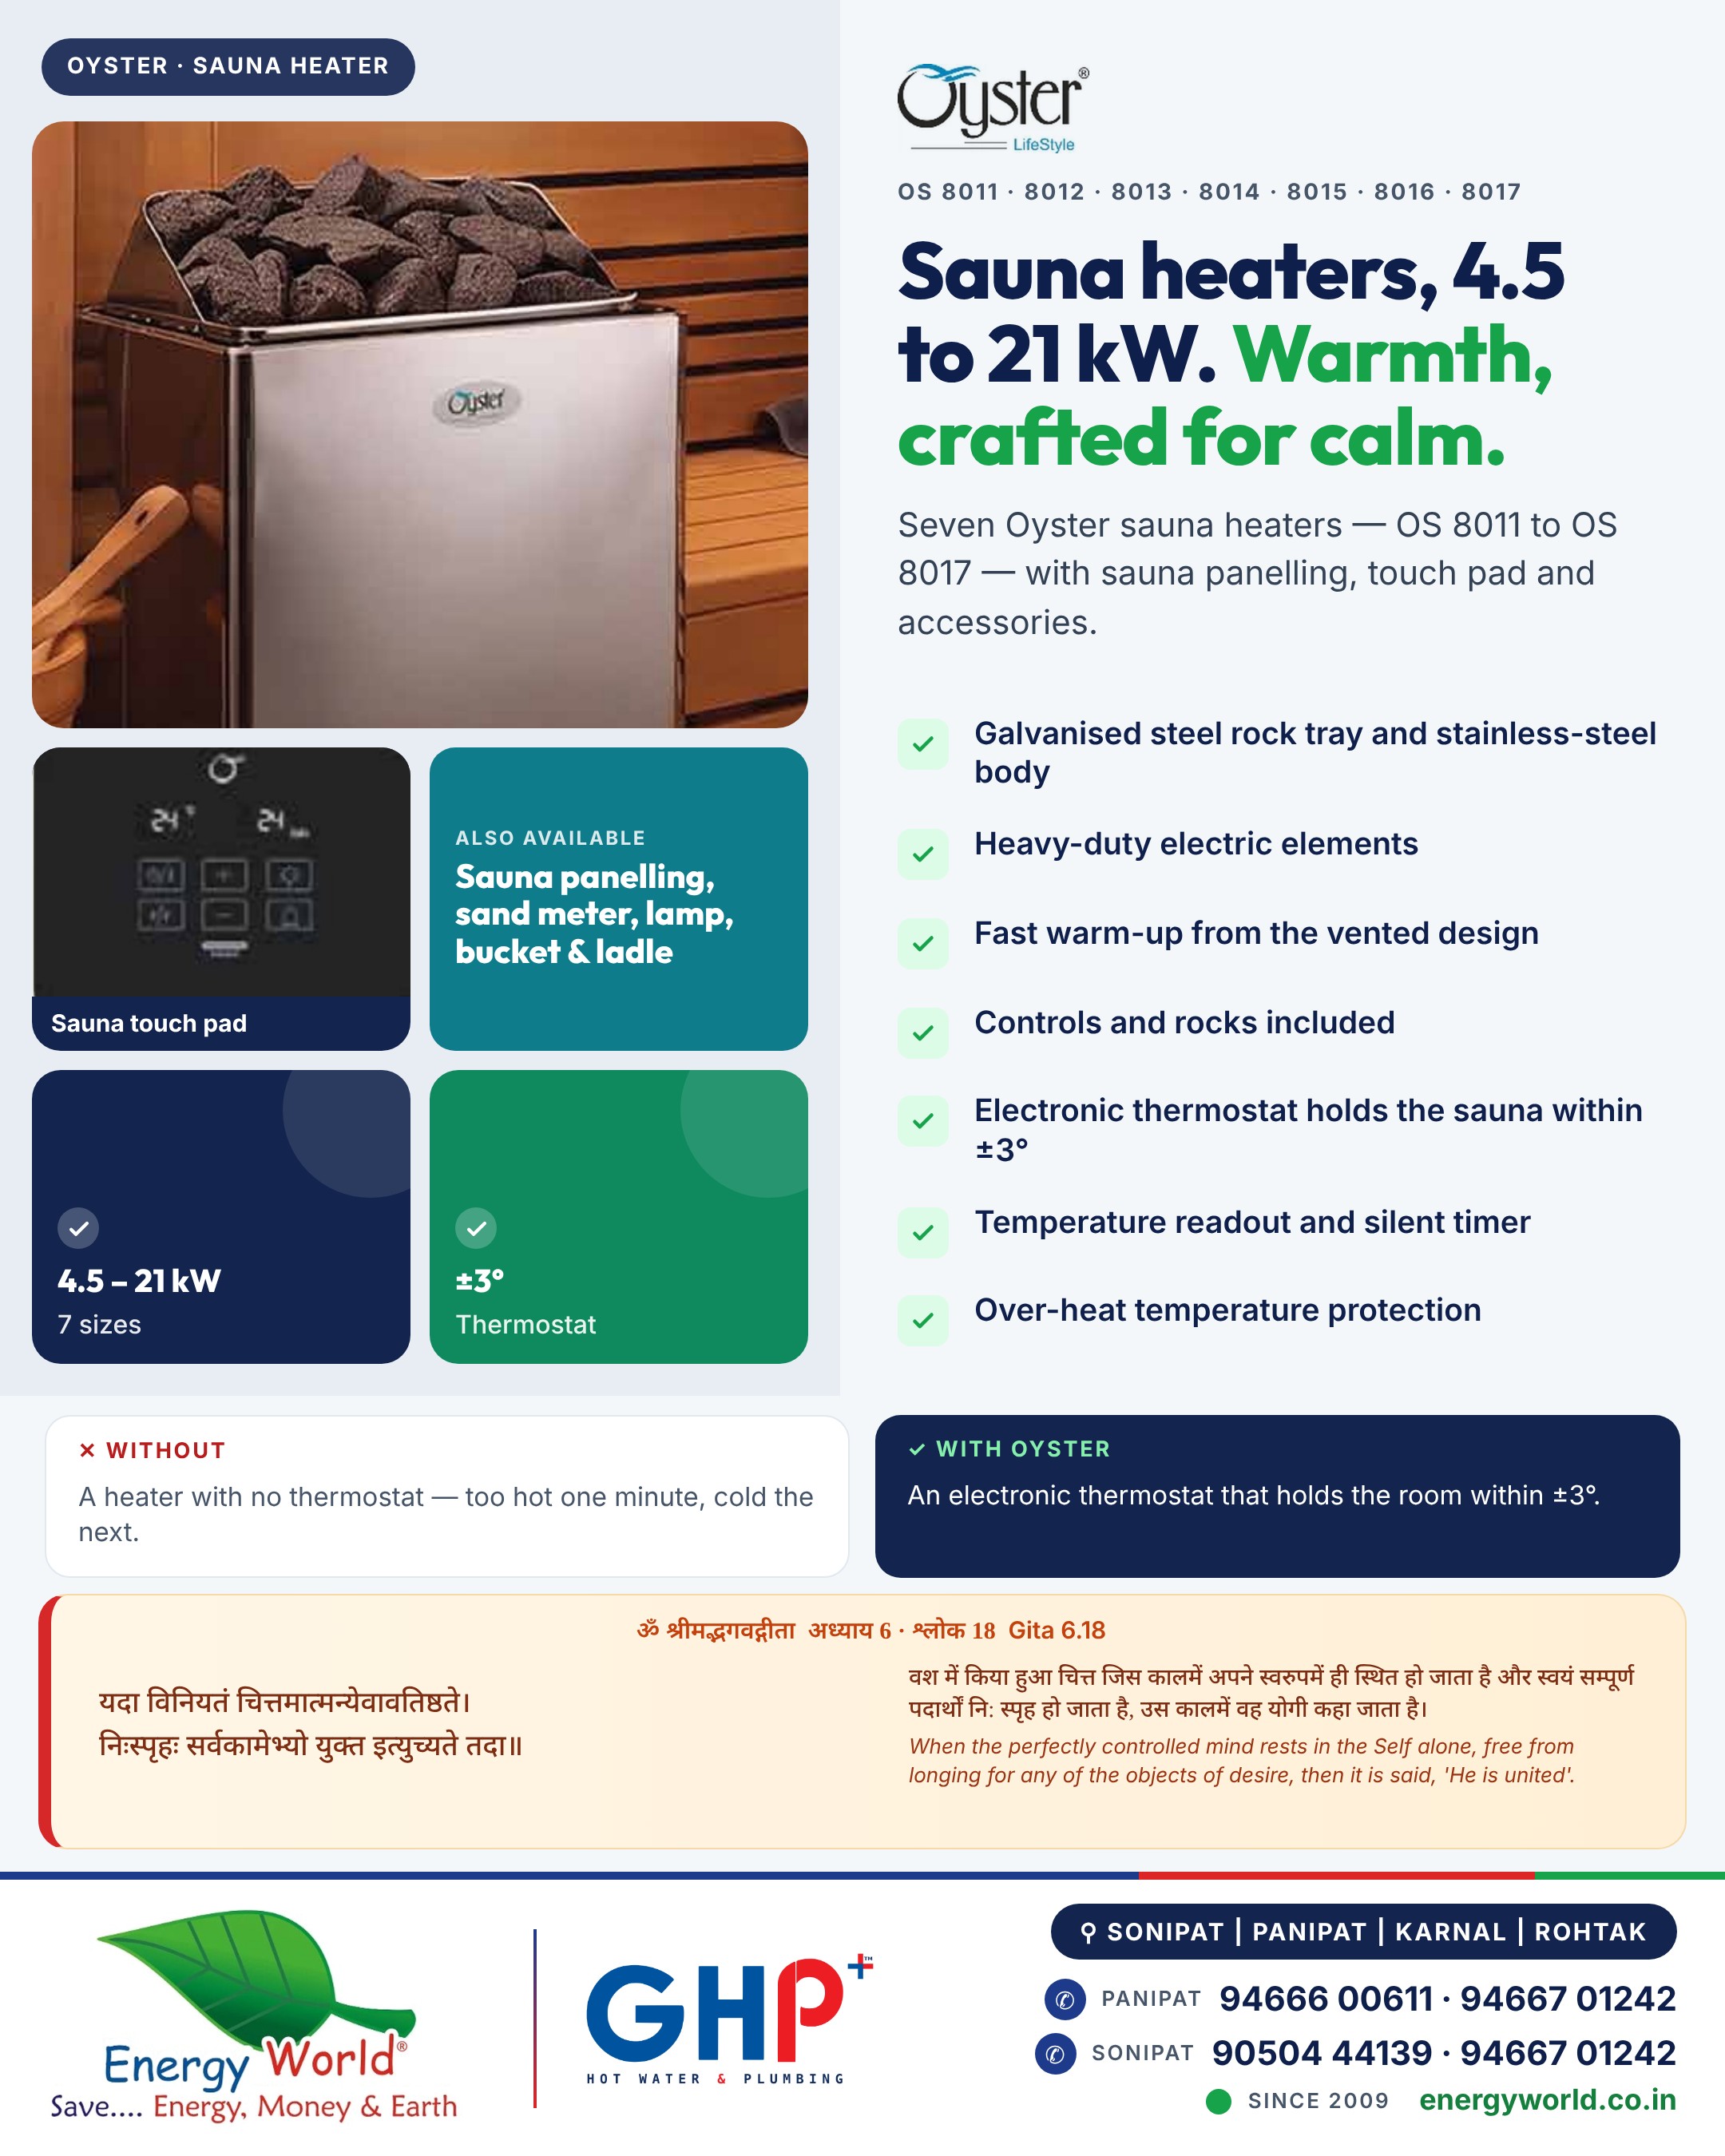 OYSTER · SAUNA HEATER
Oyster
Oyster®
LifeStyle
OS 8011 · 8012 · 8013 · 8014 · 8015 · 8016 · 8017
Sauna heaters, 4.5
to 21 kW. Warmth,
crafted for calm.
Seven Oyster sauna heaters — OS 8011 to OS
8017 — with sauna panelling, touch pad and
accessories.
24°
24
Sauna touch pad
ALSO AVAILABLE
Sauna panelling,
sand meter, lamp,
bucket & ladle
4.5 – 21 kW
7 sizes
±3°
Thermostat
Galvanised steel rock tray and stainless-steel
body
Heavy-duty electric elements
Fast warm-up from the vented design
Controls and rocks included
Electronic thermostat holds the sauna within
±3°
Temperature readout and silent timer
Over-heat temperature protection
✕ WITHOUT
A heater with no thermostat — too hot one minute, cold the
next.
✓ WITH OYSTER
An electronic thermostat that holds the room within ±3°.
ॐ श्रीमद्भगवद्गीता अध्याय 6 · श्लोक 18 Gita 6.18
यदा विनियतं चित्तमात्मन्येवावतिष्ठते।
निःस्पृहः सर्वकामेभ्यो युक्त इत्युच्यते तदा॥
वश में किया हुआ चित्त जिस कालमें अपने स्वरुपमें ही स्थित हो जाता है और स्वयं सम्पूर्ण
पदार्थों नि: स्पृह हो जाता है, उस कालमें वह योगी कहा जाता है।
When the perfectly controlled mind rests in the Self alone, free from
longing for any of the objects of desire, then it is said, 'He is united'.
Energy World®
Save.... Energy, Money & Earth
GHP+™
HOT WATER & PLUMBING
SONIPAT | PANIPAT | KARNAL | ROHTAK
PANIPAT 94666 00611 · 94667 01242
SONIPAT 90504 44139 · 94667 01242
SINCE 2009 energyworld.co.in